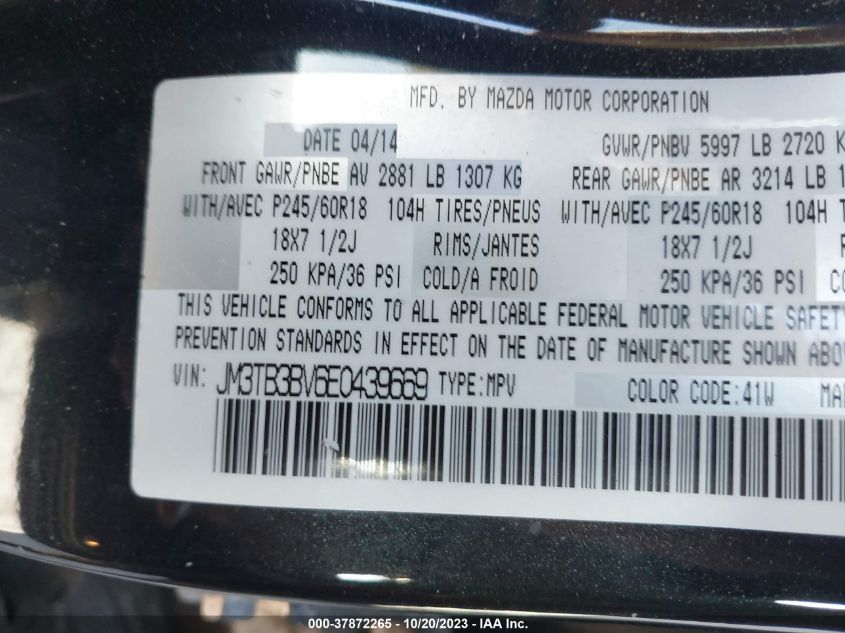 MFD. BY MAZDA MOTOR CORPORATION
DATE 04/14 GVWR/PNBV 5997 LB 2720 K
FRONT GAWR/PNBE AV 2881 LB 1307 KG REAR GAWR/PNBE AR 3214 LB 1
WITH/AVEC P245/60R18 104H TIRES/PNEUS WITH/AVEC P245/60R18 104H T
18X7 1/2J RIMS/JANTES 18X7 1/2J R
250 KPA/36 PSI COLD/A FROID 250 KPA/36 PSI CO
THIS VEHICLE CONFORMS TO ALL APPLICABLE FEDERAL MOTOR VEHICLE SAFETY
PREVENTION STANDARDS IN EFFECT ON THE DATE OF MANUFACTURE SHOWN ABO
VIN: JM3TB3BV6E0439669 TYPE:MPV COLOR CODE:41W MA
000-37872265 - 10/20/2023 - IAA Inc.